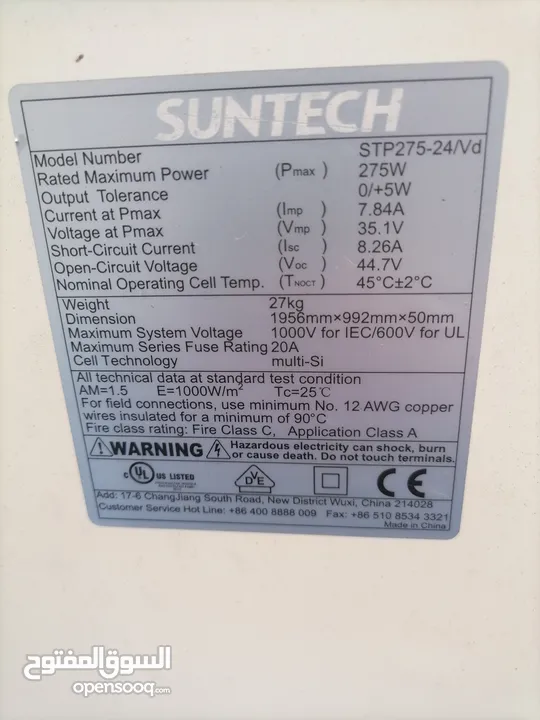 SUNTECH
Model Number STP275-24/Vd
Rated Maximum Power (Pmax) 275W
Output Tolerance 0/+5W
Current at Pmax (Imp) 7.84A
Voltage at Pmax (Vmp) 35.1V
Short-Circuit Current (Isc) 8.26A
Open-Circuit Voltage (Voc) 44.7V
Nominal Operating Cell Temp. (TNOCT) 45°C±2°C
Weight 27kg
Dimension 1956mm×992mm×50mm
Maximum System Voltage 1000V for IEC/600V for UL
Maximum Series Fuse Rating 20A
Cell Technology multi-Si
All technical data at standard test condition
AM=1.5 E=1000W/m² Tc=25℃
For field connections, use minimum No. 12 AWG copper
wires insulated for a minimum of 90°C
Fire class rating: Fire Class C, Application Class A
WARNING Hazardous electricity can shock, burn
or cause death. Do not touch terminals.
C UL US LISTED
DVE
CE
Add: 17-6 ChangJiang South Road, New District Wuxi, China 214028
Customer Service Hot Line: +86 400 8888 009 Fax: +86 510 8534 3321
Made in China
السوق المفتوح
opensooq.com